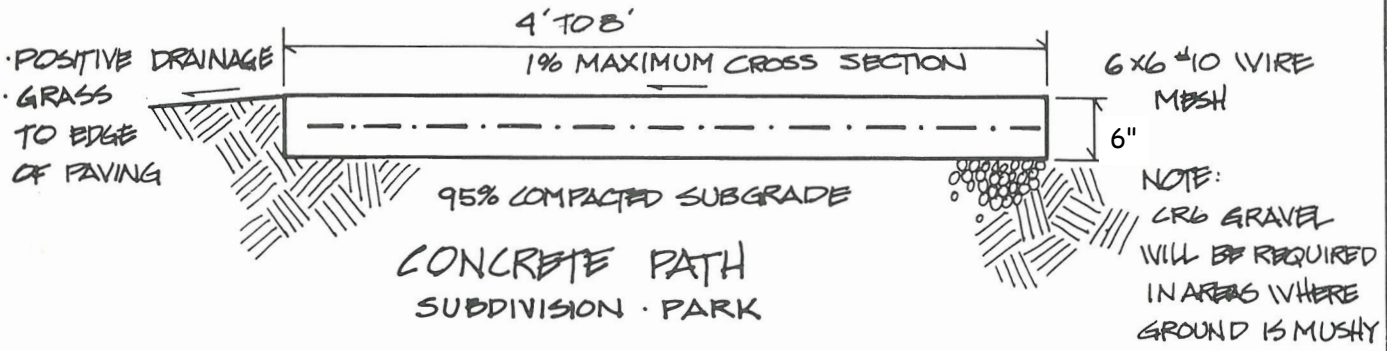 4' TO 8'
· POSITIVE DRAINAGE
· GRASS
TO EDGE
OF PAVING
1% MAXIMUM CROSS SECTION
6x6 #10 WIRE
MESH
6"
95% COMPACTED SUBGRADE
NOTE:
CR6 GRAVEL
WILL BE REQUIRED
IN AREAS WHERE
GROUND IS MUSHY
CONCRETE PATH
SUBDIVISION · PARK